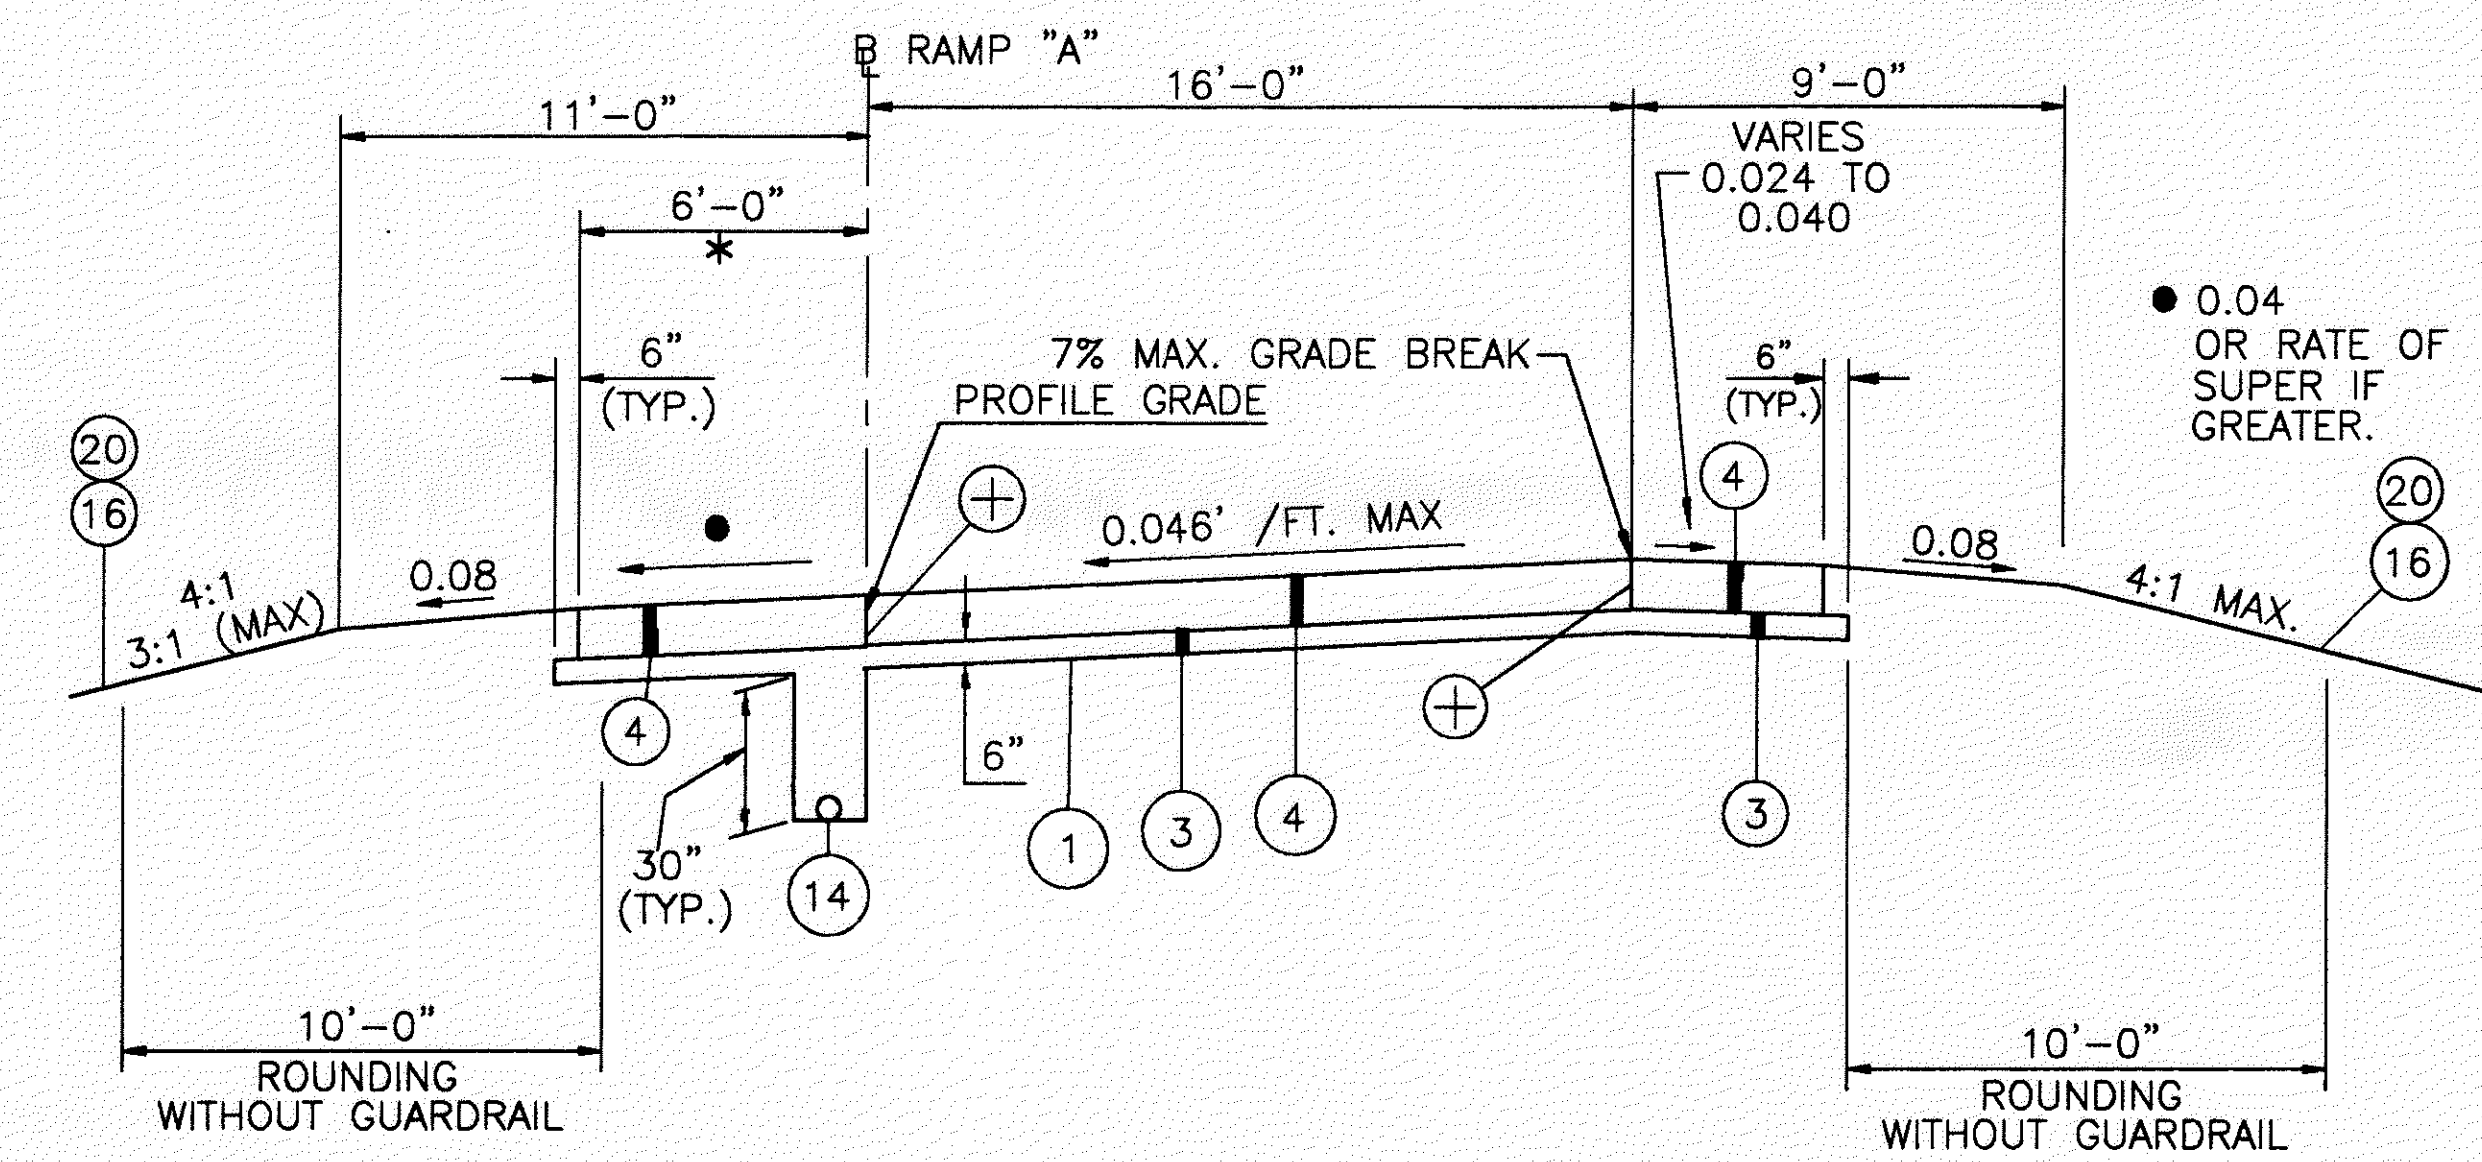 B RAMP "A"
16'-0"
9'-0"
11'-0"
VARIES
0.024 TO
0.040
6'-0"
*
● 0.04
OR RATE OF
SUPER IF
GREATER.
6"
(TYP.)
7% MAX. GRADE BREAK
PROFILE GRADE
6"
(TYP.)
20
16
4
20
16
0.046' /FT. MAX
0.08
0.08
4:1
(MAX)
3:1
4:1 MAX.
4
6"
30"
(TYP.)
14
1
3
4
3
10'-0"
ROUNDING
WITHOUT GUARDRAIL
10'-0"
ROUNDING
WITHOUT GUARDRAIL